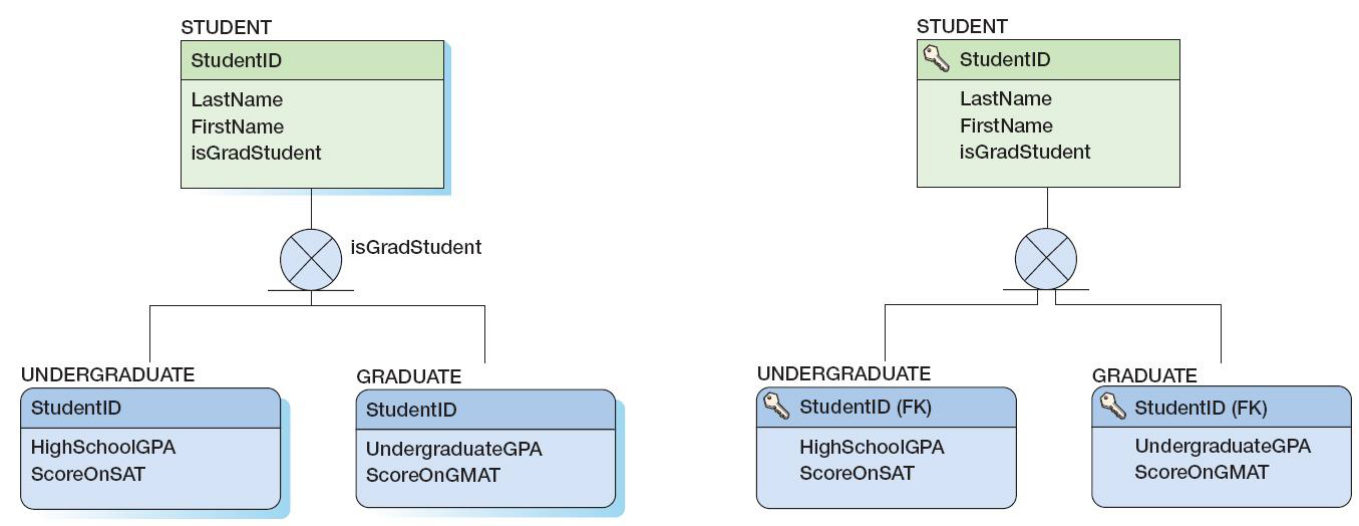 STUDENT
StudentID
LastName
FirstName
isGradStudent
isGradStudent
UNDERGRADUATE
StudentID
HighSchoolGPA
ScoreOnSAT
GRADUATE
StudentID
UndergraduateGPA
ScoreOnGMAT
STUDENT
StudentID
LastName
FirstName
isGradStudent
UNDERGRADUATE
StudentID (FK)
HighSchoolGPA
ScoreOnSAT
GRADUATE
StudentID (FK)
UndergraduateGPA
ScoreOnGMAT